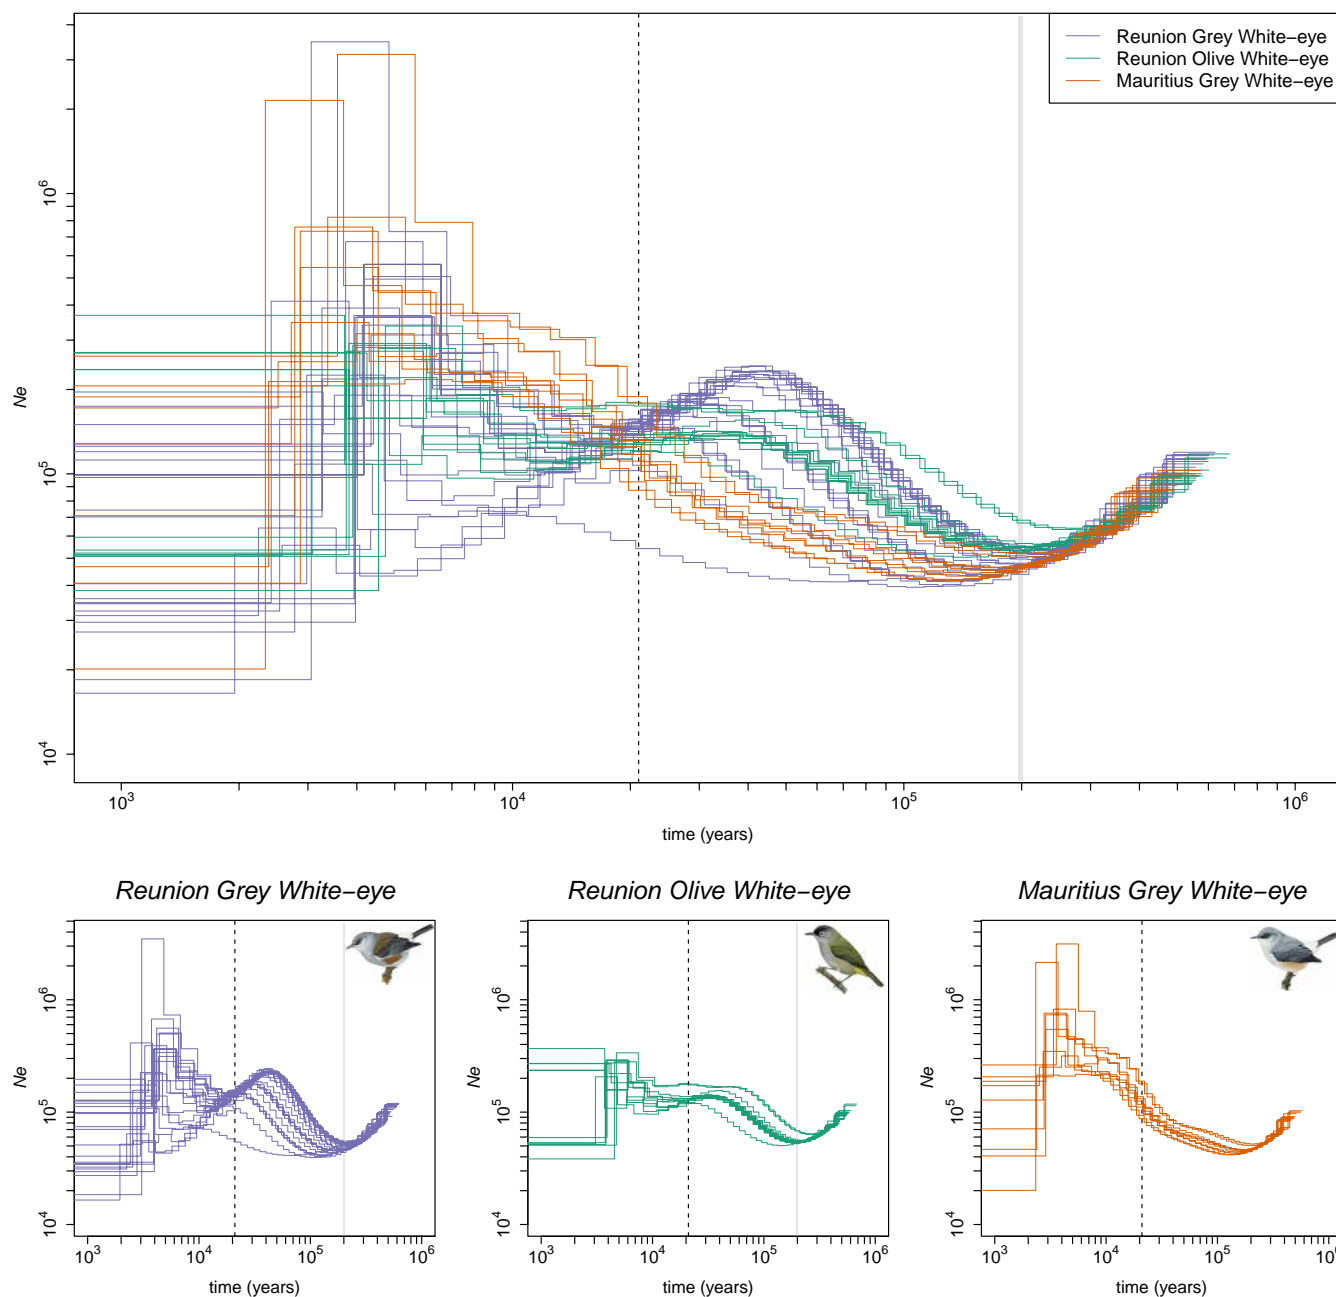 Reunion Grey White−eye
Reunion Olive White−eye
Mauritius Grey White−eye
Ne
10^6
10^5
10^4
10^3 10^4 10^5 10^6
time (years)
Reunion Grey White−eye Reunion Olive White−eye Mauritius Grey White−eye
Ne Ne Ne
10^6 10^6 10^6
10^5 10^5 10^5
10^4 10^4 10^4
10^3 10^4 10^5 10^6 10^3 10^4 10^5 10^6 10^3 10^4 10^5 10^6
time (years) time (years) time (years)